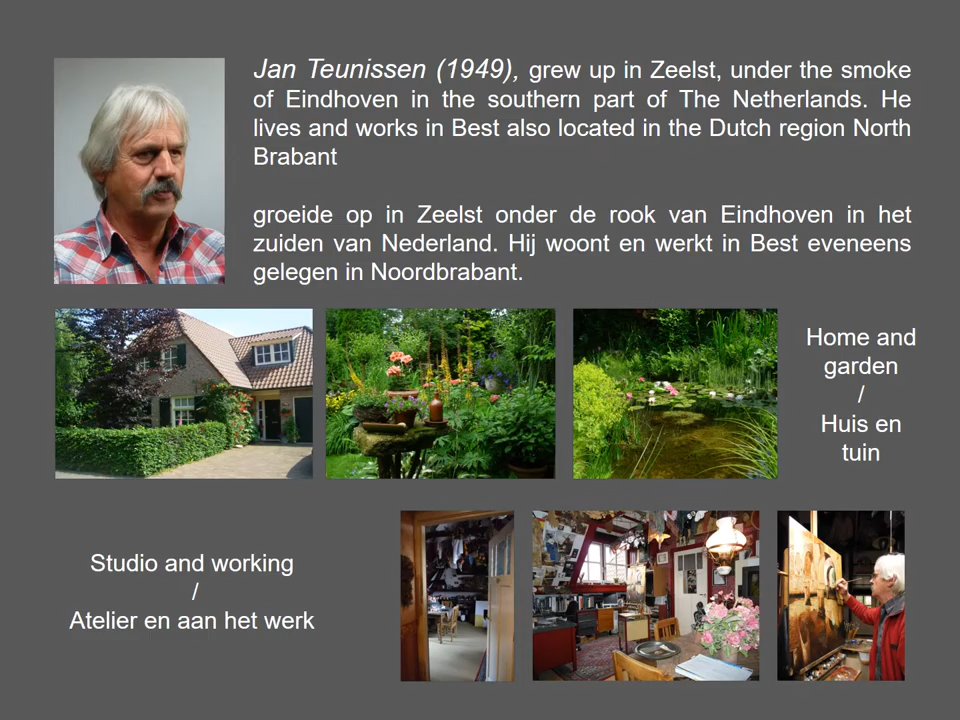 Jan Teunissen (1949), grew up in Zeelst, under the smoke
of Eindhoven in the southern part of The Netherlands. He
lives and works in Best also located in the Dutch region North
Brabant
groeide op in Zeelst onder de rook van Eindhoven in het
zuiden van Nederland. Hij woont en werkt in Best eveneens
gelegen in Noordbrabant.
Home and
garden
/
Huis en
tuin
Studio and working
/
Atelier en aan het werk